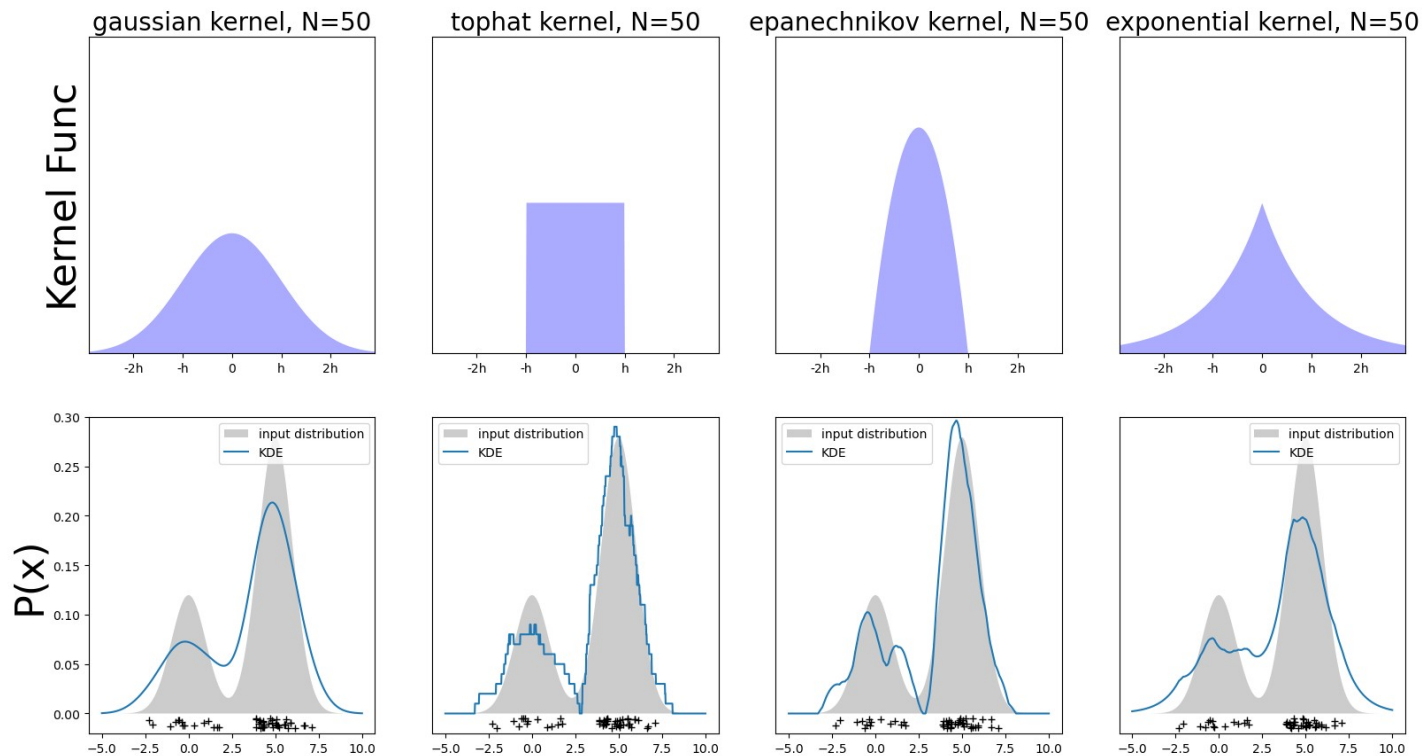 gaussian kernel, N=50
tophat kernel, N=50
epanechnikov kernel, N=50
exponential kernel, N=50
Kernel Func
-2h -h 0 h 2h
-2h -h 0 h 2h
-2h -h 0 h 2h
-2h -h 0 h 2h
P(x)
0.30
0.25
0.20
0.15
0.10
0.05
0.00
input distribution
KDE
input distribution
KDE
input distribution
KDE
input distribution
KDE
−5.0 −2.5 0.0 2.5 5.0 7.5 10.0
−5.0 −2.5 0.0 2.5 5.0 7.5 10.0
−5.0 −2.5 0.0 2.5 5.0 7.5 10.0
−5.0 −2.5 0.0 2.5 5.0 7.5 10.0